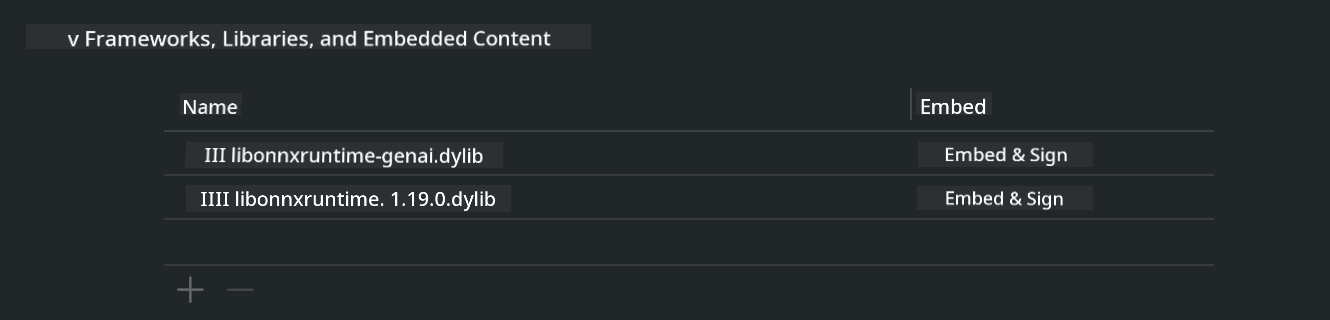 v Frameworks, Libraries, and Embedded Content
Name Embed
III libonnxruntime-genai.dylib Embed & Sign
IIII libonnxruntime. 1.19.0.dylib Embed & Sign